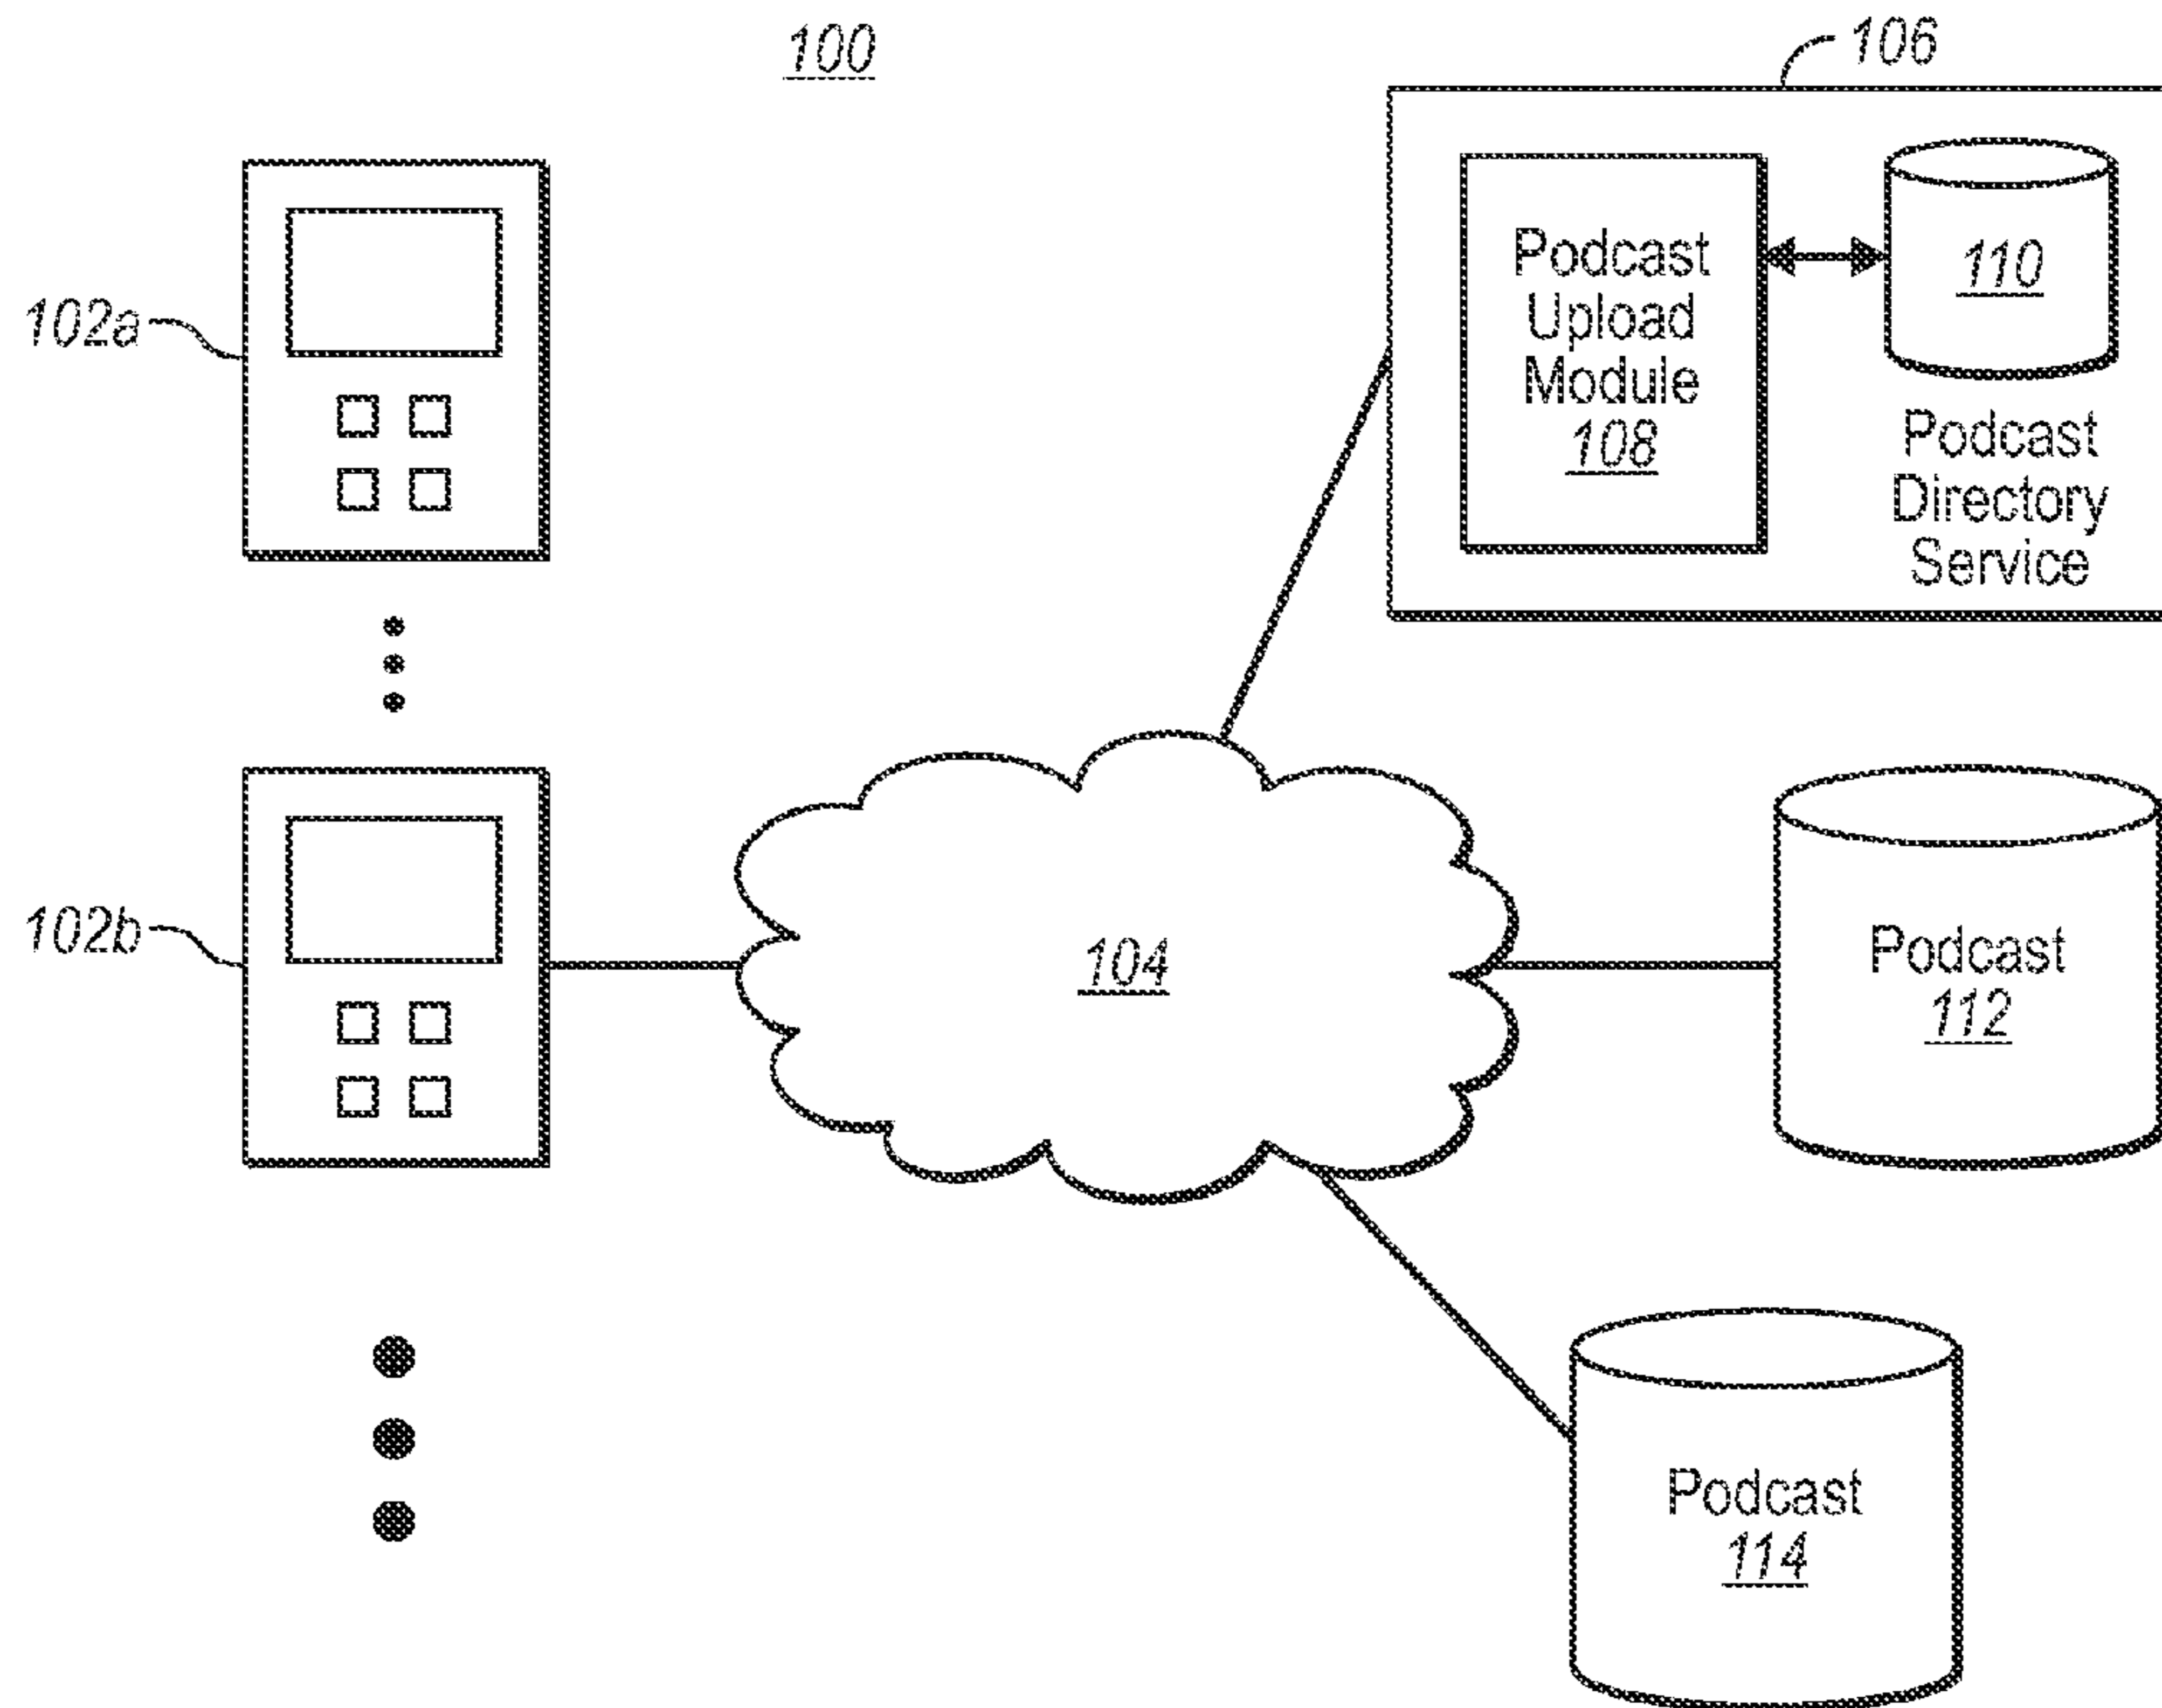 100
106
102a
Podcast
Upload
Module
108
110
Podcast
Directory
Service
102b
104
Podcast
112
Podcast
114